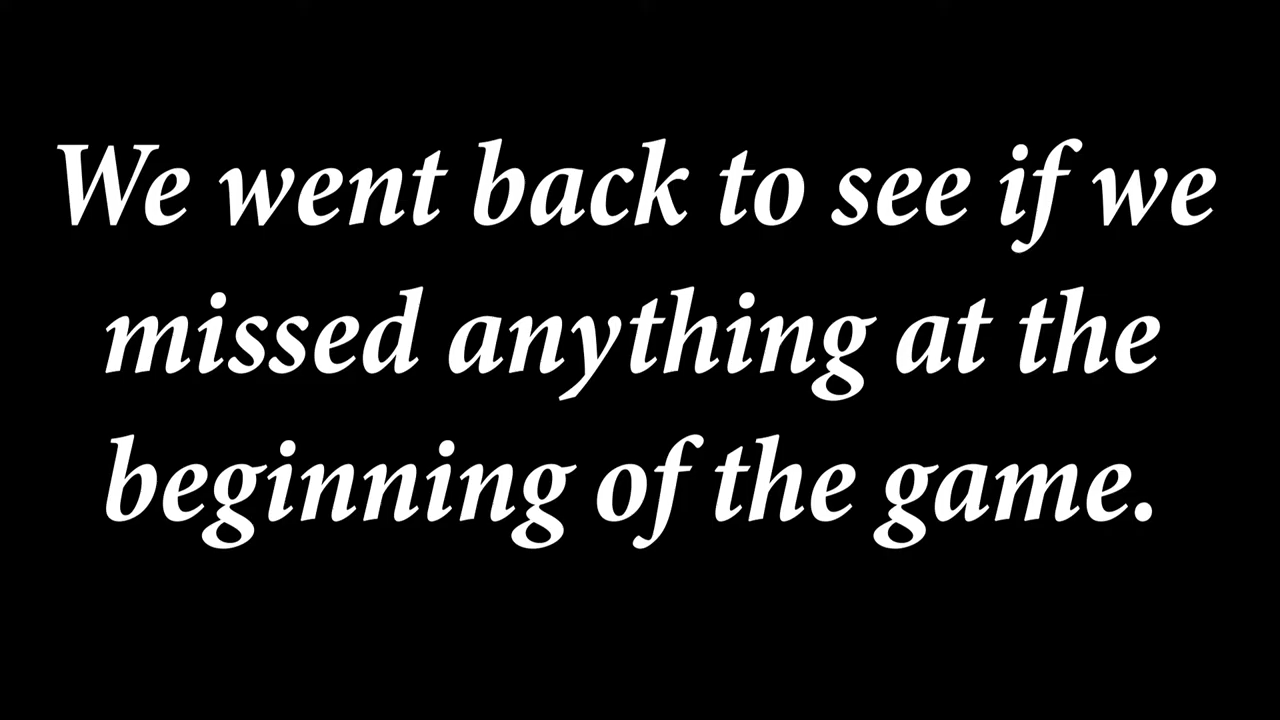 We went back to see if we
missed anything at the
beginning of the game.